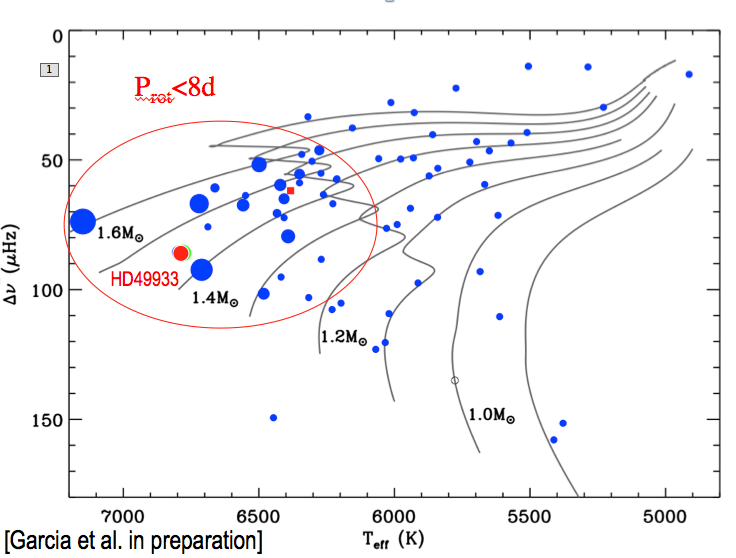 0
1
P_rot<8d
50
1.6M⊙
HD49933
100
1.4M⊙
1.2M⊙
1.0M⊙
150
Δν (μHz)
7000 6500 6000 5500 5000
T_eff (K)
[Garcia et al. in preparation]